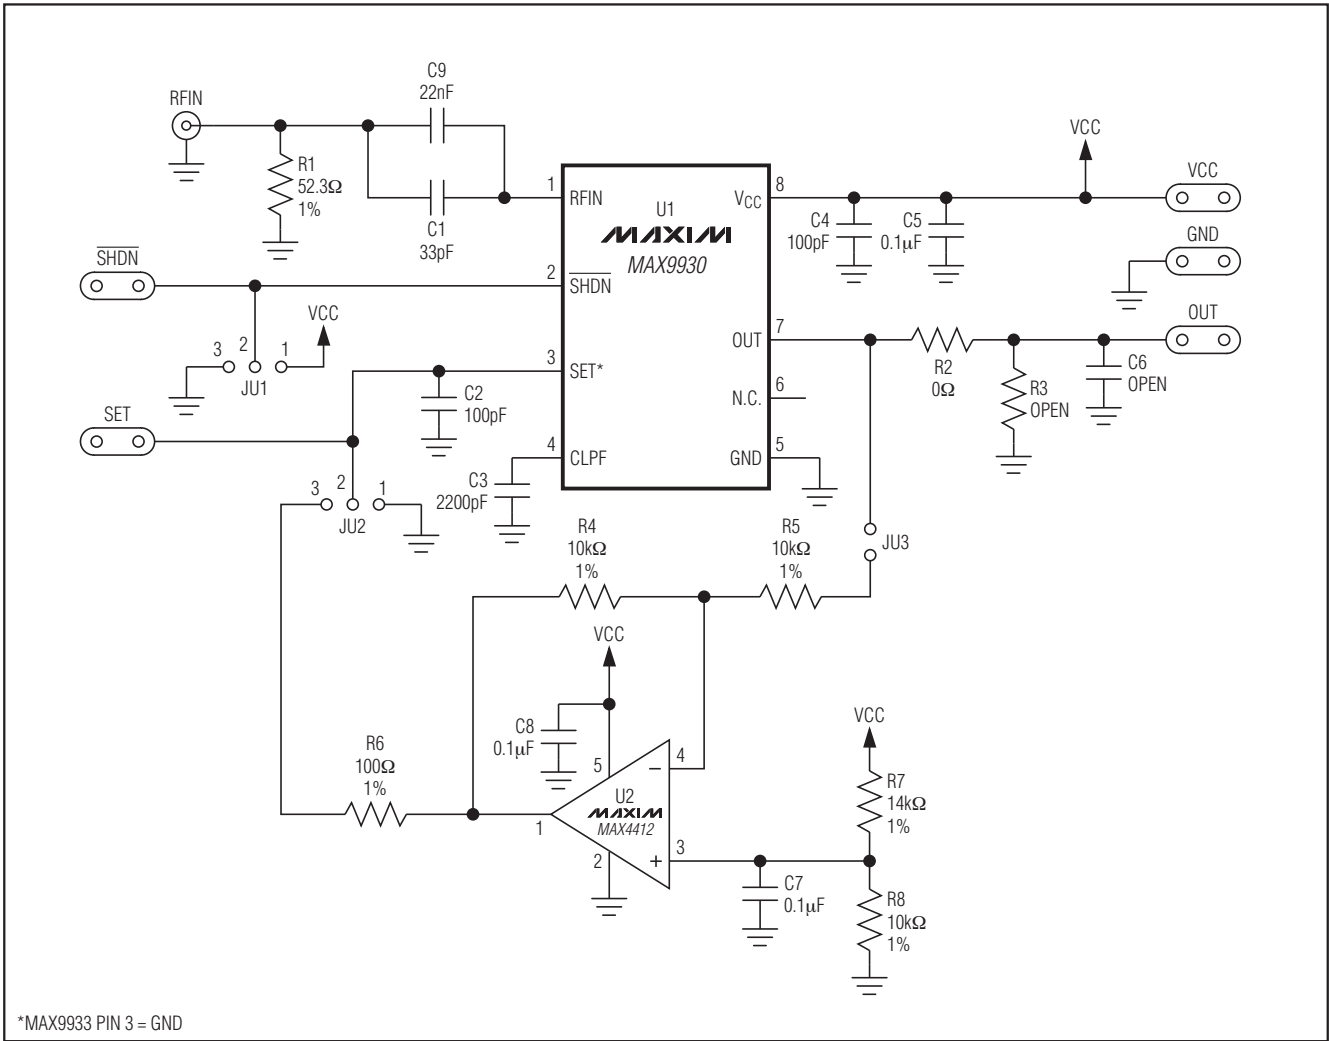 C9
22nF
RFIN
R1
52.3Ω
1%
C1
33pF
1
RFIN
U1
MAXIM
MAX9930
VCC
8
C4
100pF
C5
0.1µF
VCC
VCC
GND
SHDN
2
SHDN
VCC
3
2
1
JU1
3
SET*
C2
100pF
SET
4
CLPF
C3
2200pF
3
2
1
JU2
OUT
7
N.C.
6
GND
5
R2
0Ω
R3
OPEN
C6
OPEN
OUT
JU3
R4
10kΩ
1%
R5
10kΩ
1%
VCC
C8
0.1µF
5
4
−
U2
MAXIM
MAX4412
1
2
+
3
R6
100Ω
1%
C7
0.1µF
VCC
R7
14kΩ
1%
R8
10kΩ
1%
*MAX9933 PIN 3 = GND